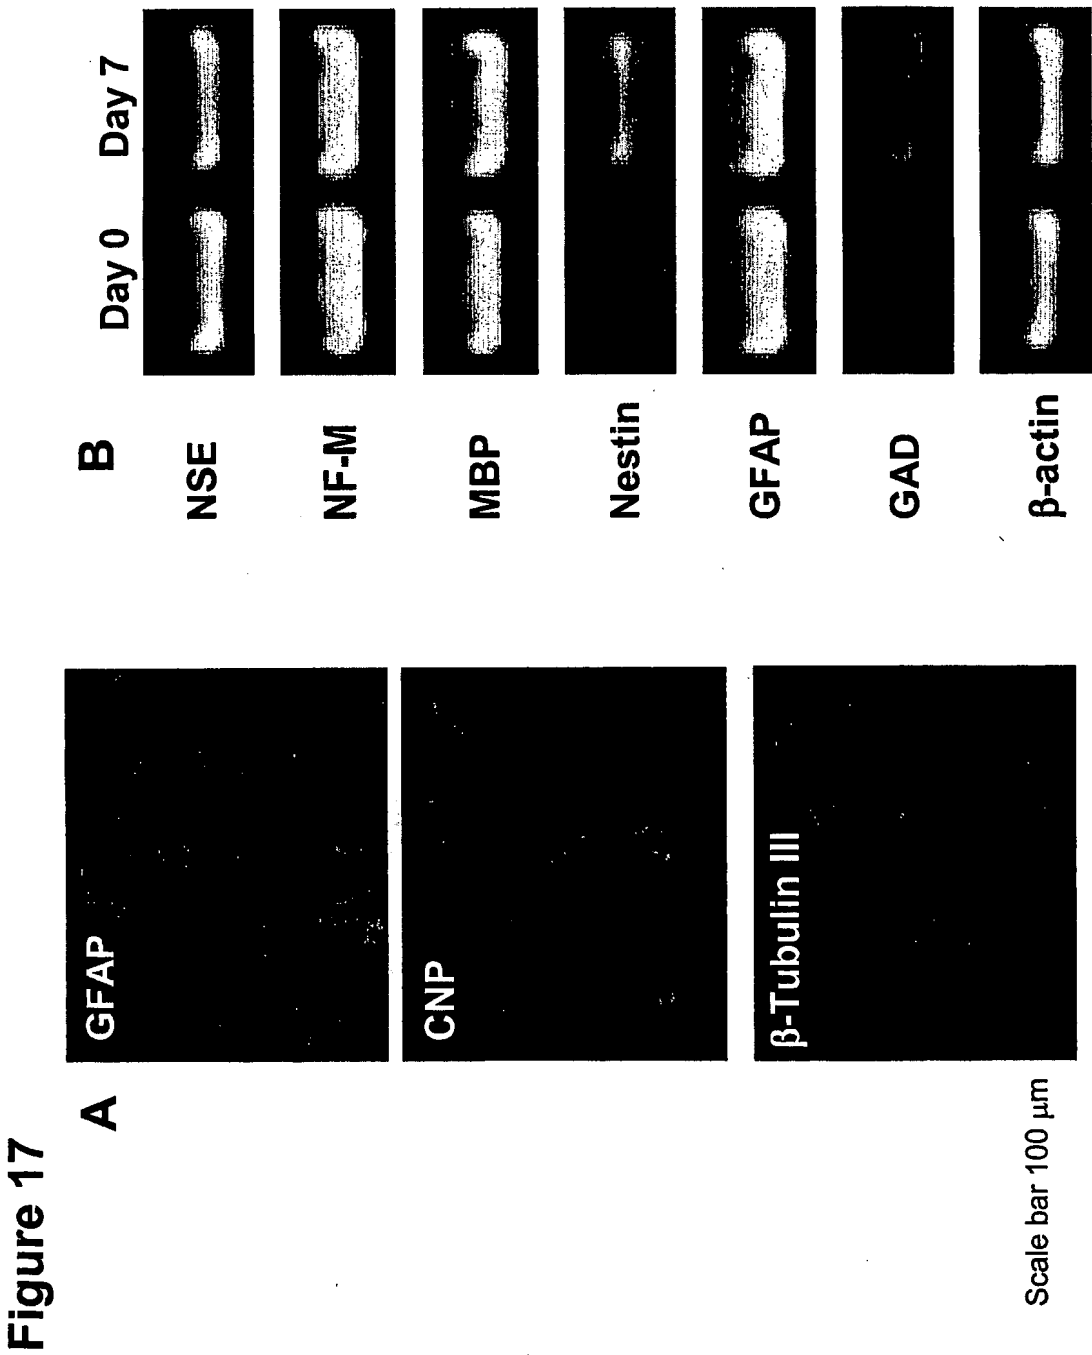 Figure 17
A
GFAP
CNP
β-Tubulin III
Scale bar 100 μm
B
Day 0 Day 7
NSE
NF-M
MBP
Nestin
GFAP
GAD
β-actin